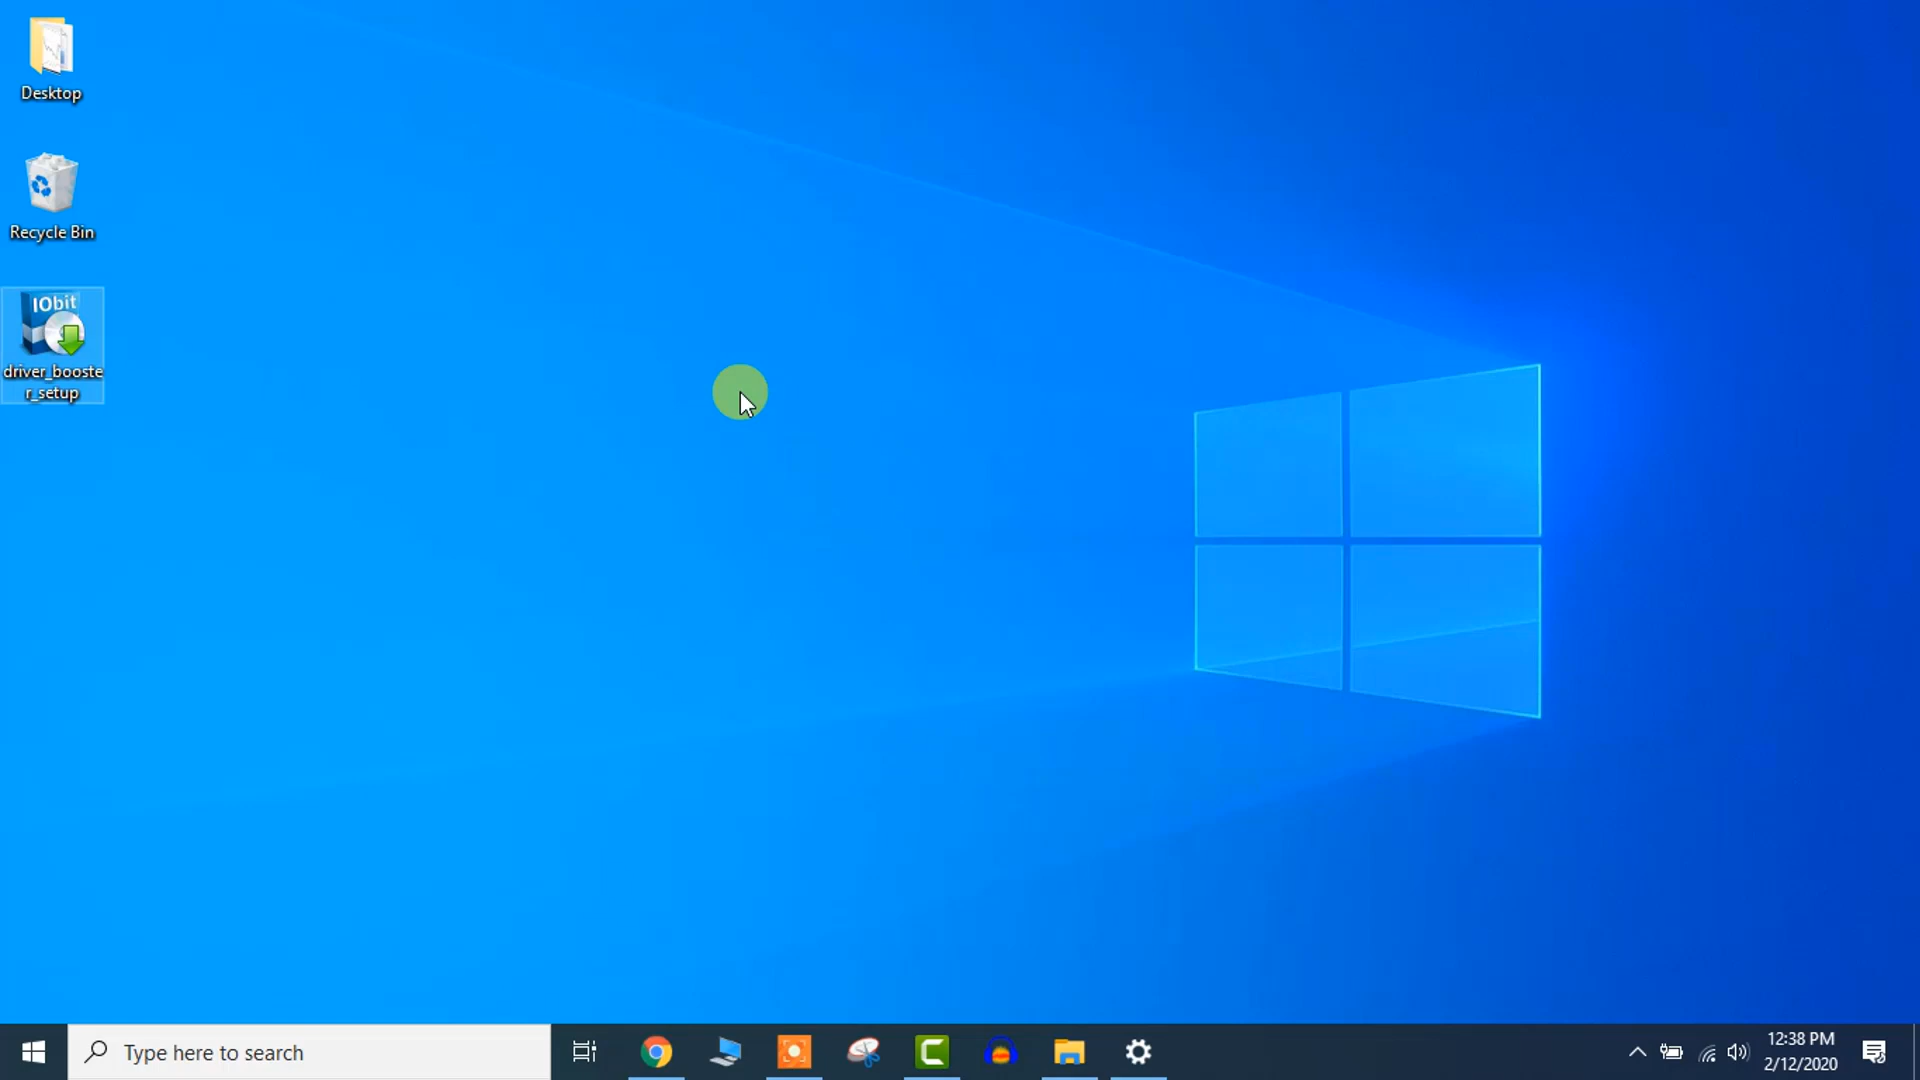 Desktop
Recycle Bin
IObit
driver_booste
r_setup
Type here to search
12:38 PM
2/12/2020